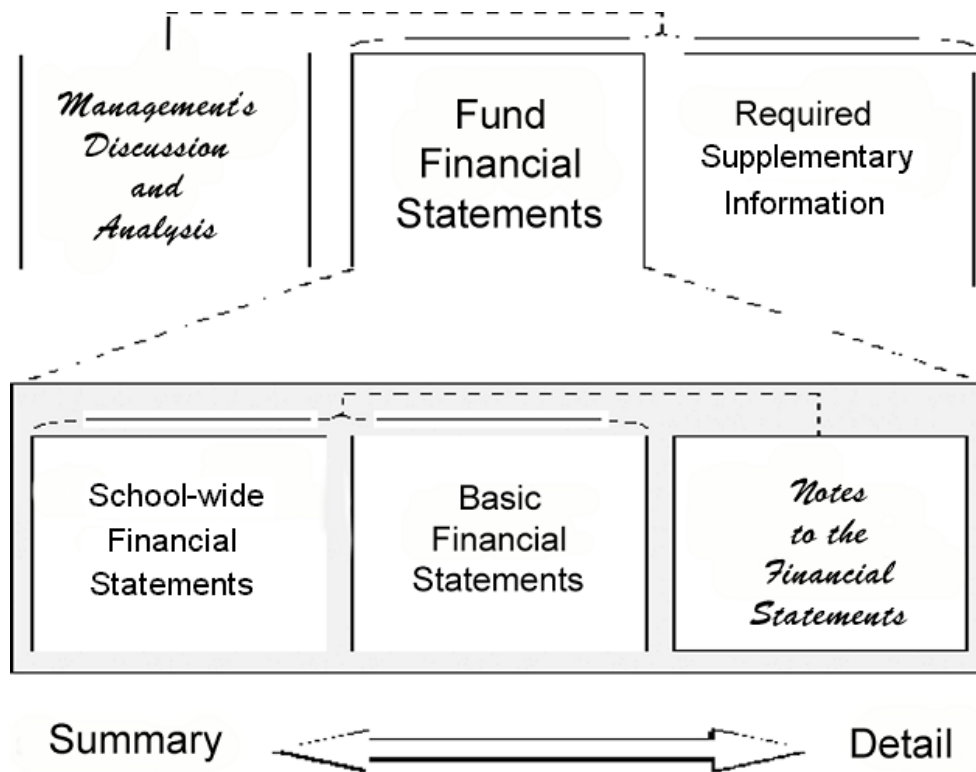 Management's
Discussion
and
Analysis
Fund
Financial
Statements
Required
Supplementary
Information
School-wide
Financial
Statements
Basic
Financial
Statements
Notes
to the
Financial
Statements
Summary
Detail